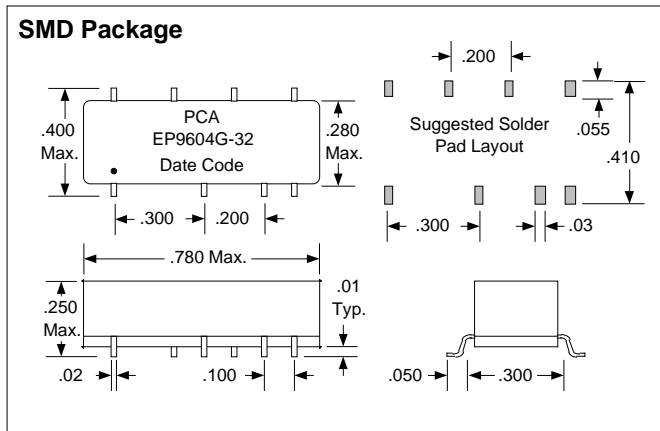 SMD Package
.400
Max.
PCA
EP9604G-32
Date Code
.280
Max.
.300
.200
.200
Suggested Solder
Pad Layout
.055
.410
.300
.03
.780 Max.
.250
Max.
.01
Typ.
.02
.100
.050
.300